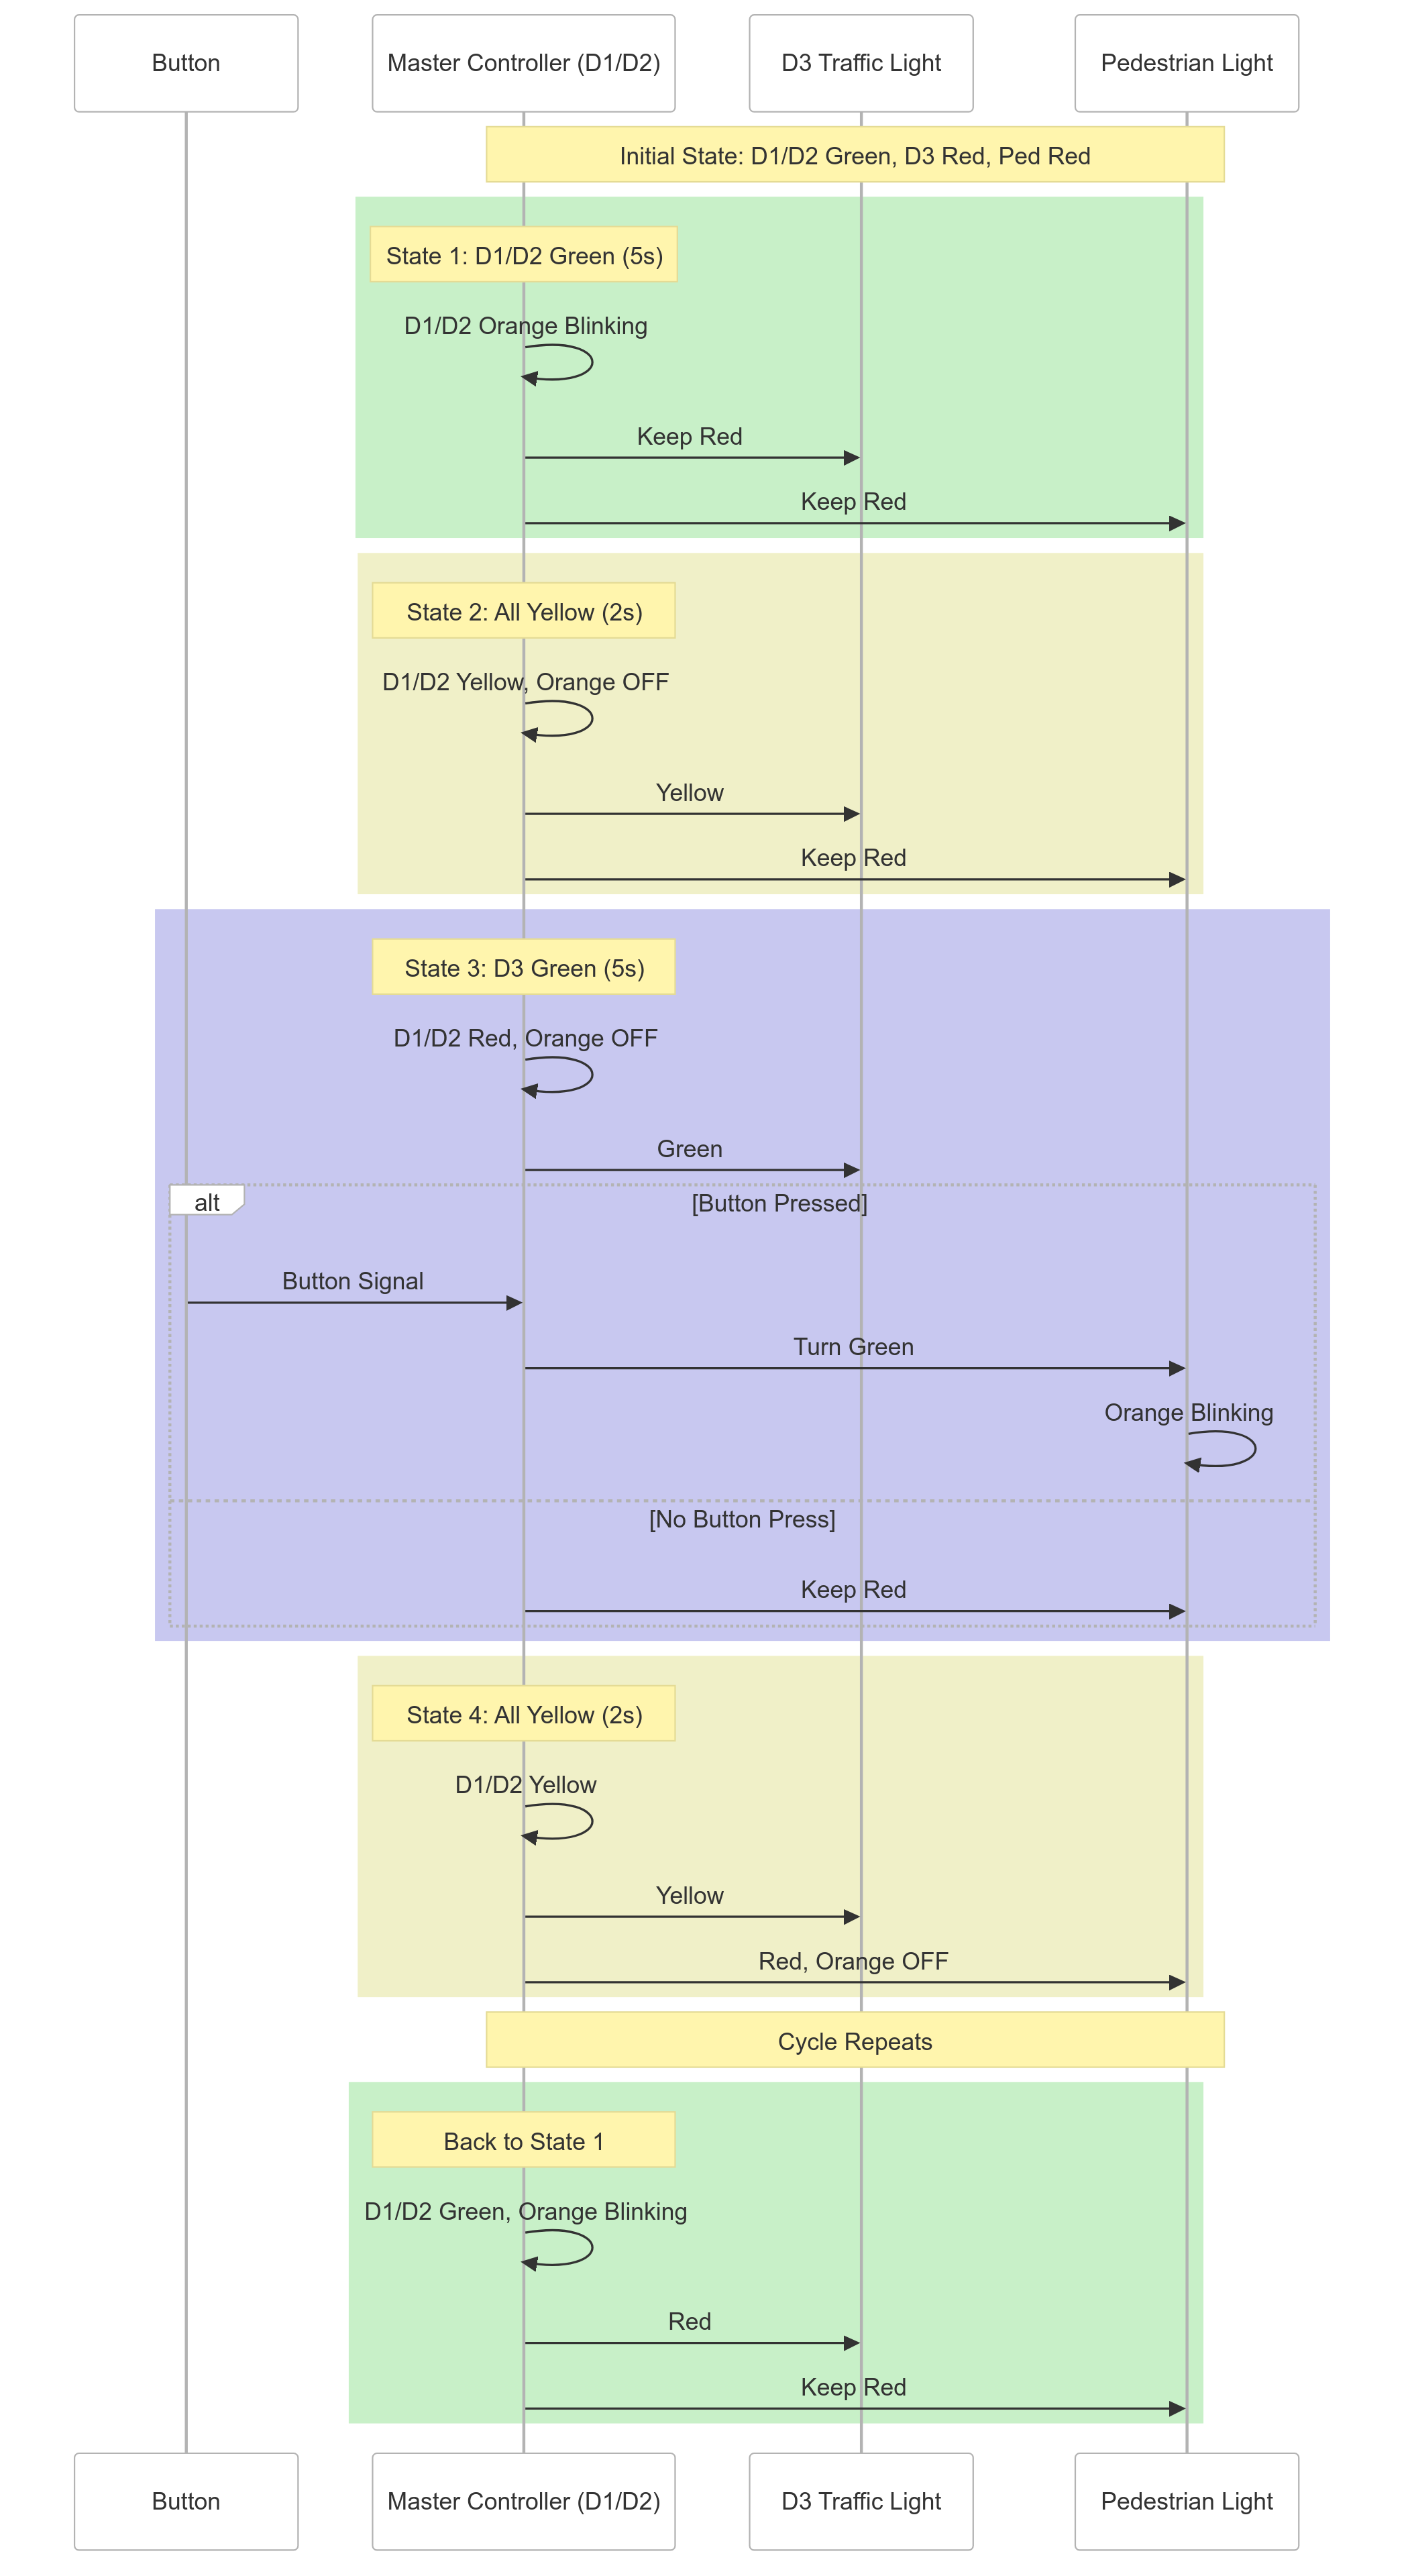 Button
Master Controller (D1/D2)
D3 Traffic Light
Pedestrian Light
Initial State: D1/D2 Green, D3 Red, Ped Red
State 1: D1/D2 Green (5s)
D1/D2 Orange Blinking
Keep Red
Keep Red
State 2: All Yellow (2s)
D1/D2 Yellow, Orange OFF
Yellow
Keep Red
State 3: D3 Green (5s)
D1/D2 Red, Orange OFF
Green
alt
[Button Pressed]
Button Signal
Turn Green
Orange Blinking
[No Button Press]
Keep Red
State 4: All Yellow (2s)
D1/D2 Yellow
Yellow
Red, Orange OFF
Cycle Repeats
Back to State 1
D1/D2 Green, Orange Blinking
Red
Keep Red
Button
Master Controller (D1/D2)
D3 Traffic Light
Pedestrian Light